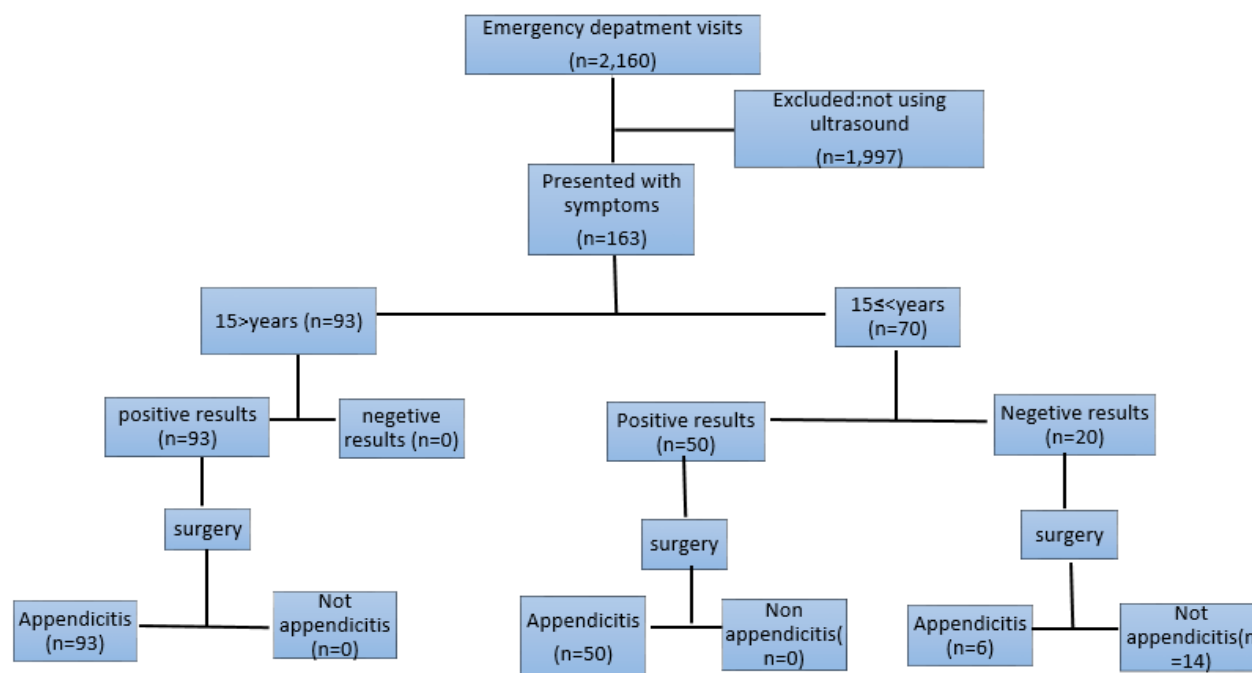 Emergency depatment visits
(n=2,160)
Excluded:not using
ultrasound
(n=1,997)
Presented with
symptoms
(n=163)
15>years (n=93)
15≤<years
(n=70)
positive results
(n=93)
negetive
results (n=0)
Positive results
(n=50)
Negetive results
(n=20)
surgery
surgery
surgery
Appendicitis
(n=93)
Not
appendicitis
(n=0)
Appendicitis
(n=50)
Non
appendicitis(
n=0)
Appendicitis
(n=6)
Not
appendicitis(n
=14)